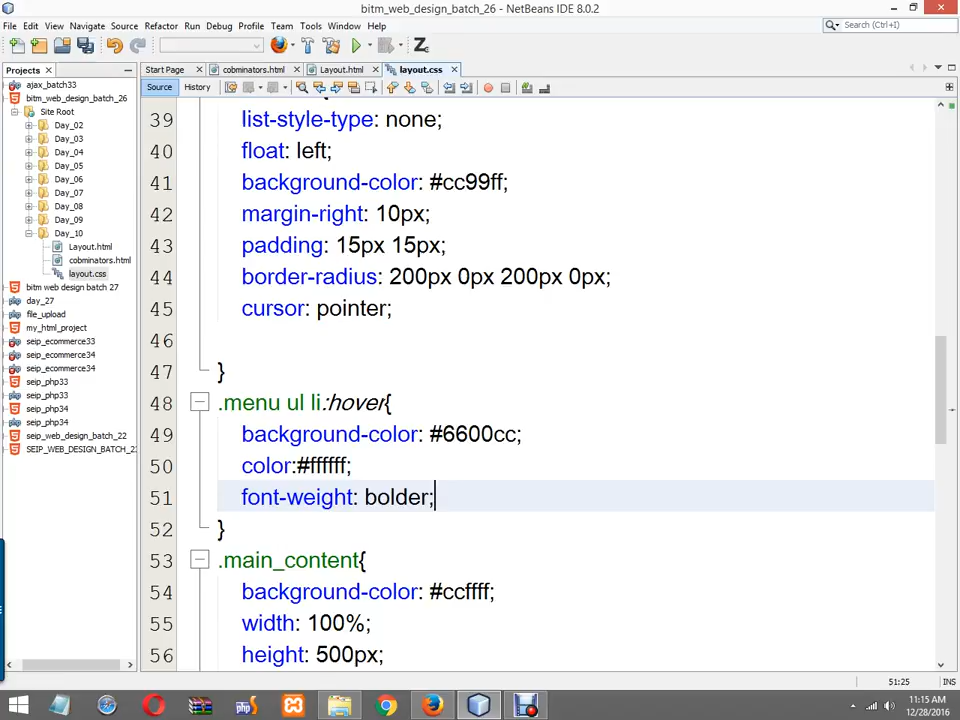 bitm_web_design_batch_26 - NetBeans IDE 8.0.2
File Edit View Navigate Source Refactor Run Debug Profile Team Tools Window Help
Search (Ctrl+I)
Projects
Start Page
cobminators.html
Layout.html
layout.css
Source
History
ajax_batch33
bitm_web_design_batch_26
Site Root
Day_02
Day_03
Day_04
Day_05
Day_06
Day_07
Day_08
Day_09
Day_10
Layout.html
cobminators.html
layout.css
bitm web design batch 27
day_27
file_upload
my_html_project
seip_ecommerce33
seip_ecommerce34
seip_ecommerce34
seip_php33
seip_php33
seip_php34
seip_php34
seip_web_design_batch_22
SEIP_WEB_DESIGN_BATCH_2
39 list-style-type: none;
40 float: left;
41 background-color: #cc99ff;
42 margin-right: 10px;
43 padding: 15px 15px;
44 border-radius: 200px 0px 200px 0px;
45 cursor: pointer;
46
47 }
48 .menu ul li:hover{
49 background-color: #6600cc;
50 color:#ffffff;
51 font-weight: bolder;
52 }
53 .main_content{
54 background-color: #ccffff;
55 width: 100%;
56 height: 500px;
51:25 INS
11:15 AM
12/28/2016